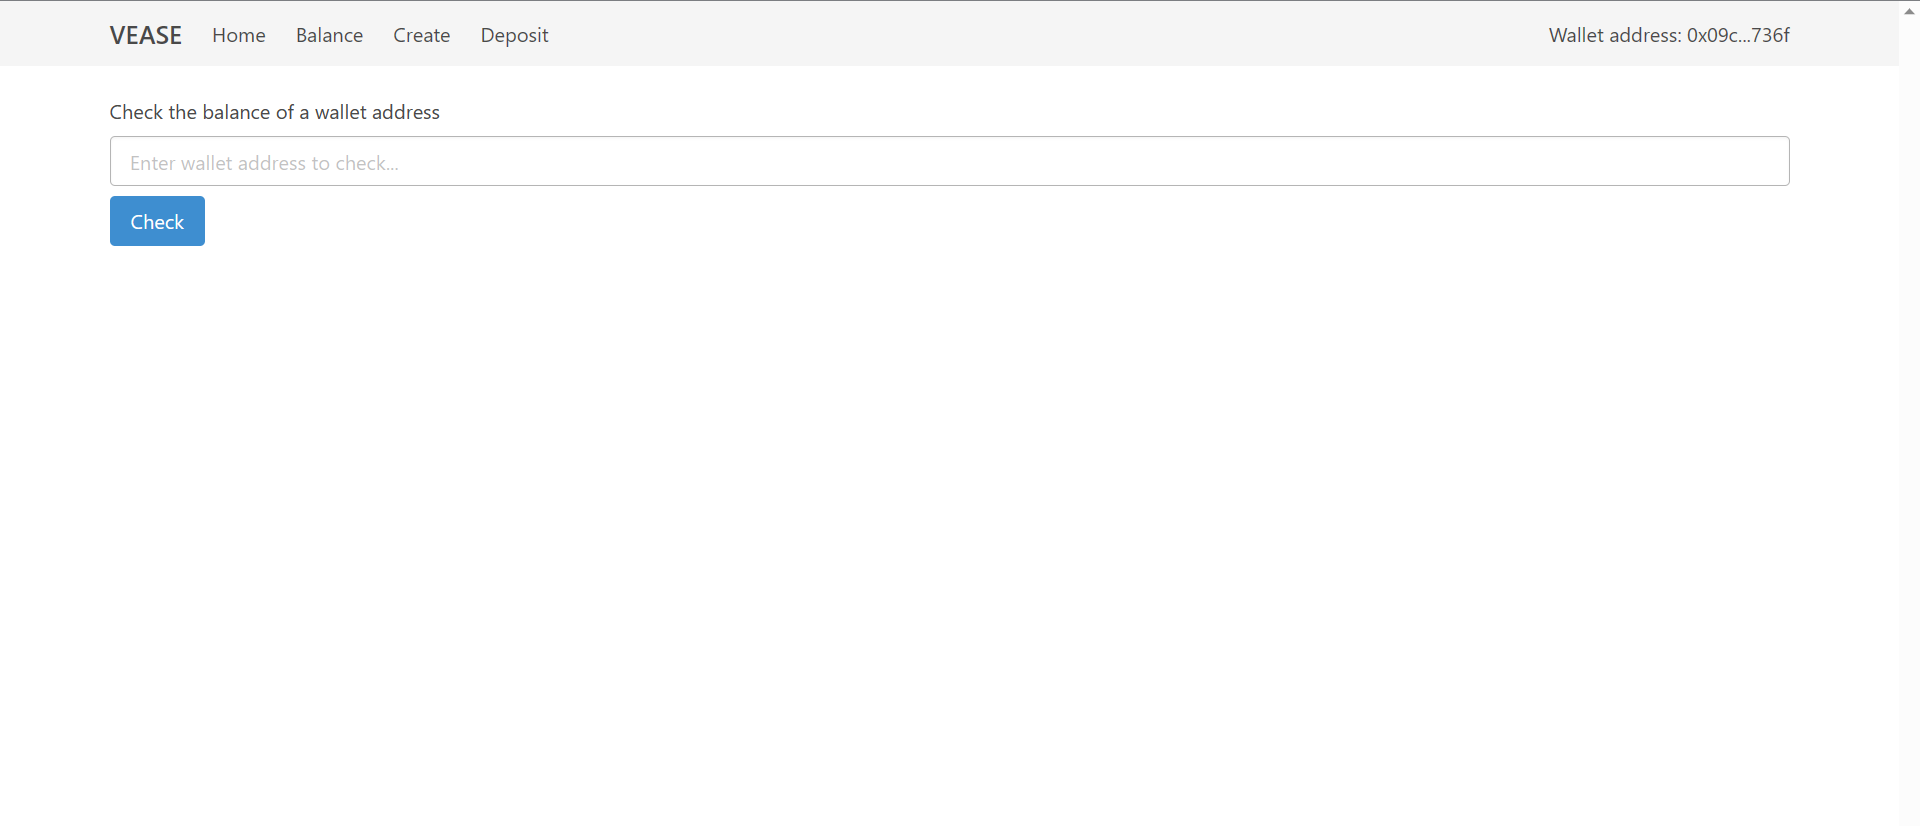 VEASE Home Balance Create Deposit Wallet address: 0x09c...736f
Check the balance of a wallet address
Enter wallet address to check...
Check